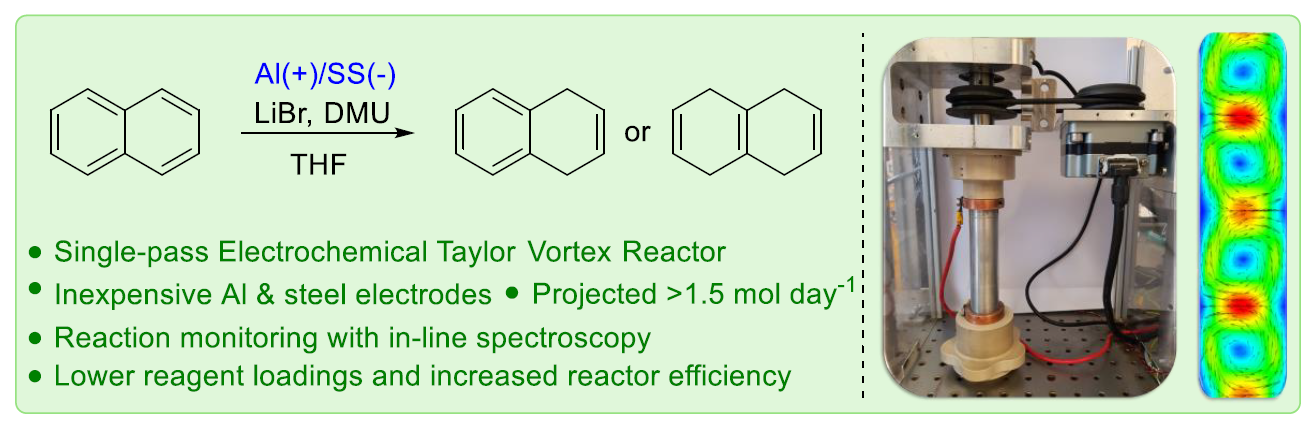 Al(+)/SS(-)
LiBr, DMU
THF
or
• Single-pass Electrochemical Taylor Vortex Reactor
• Inexpensive Al & steel electrodes • Projected >1.5 mol day⁻¹
• Reaction monitoring with in-line spectroscopy
• Lower reagent loadings and increased reactor efficiency